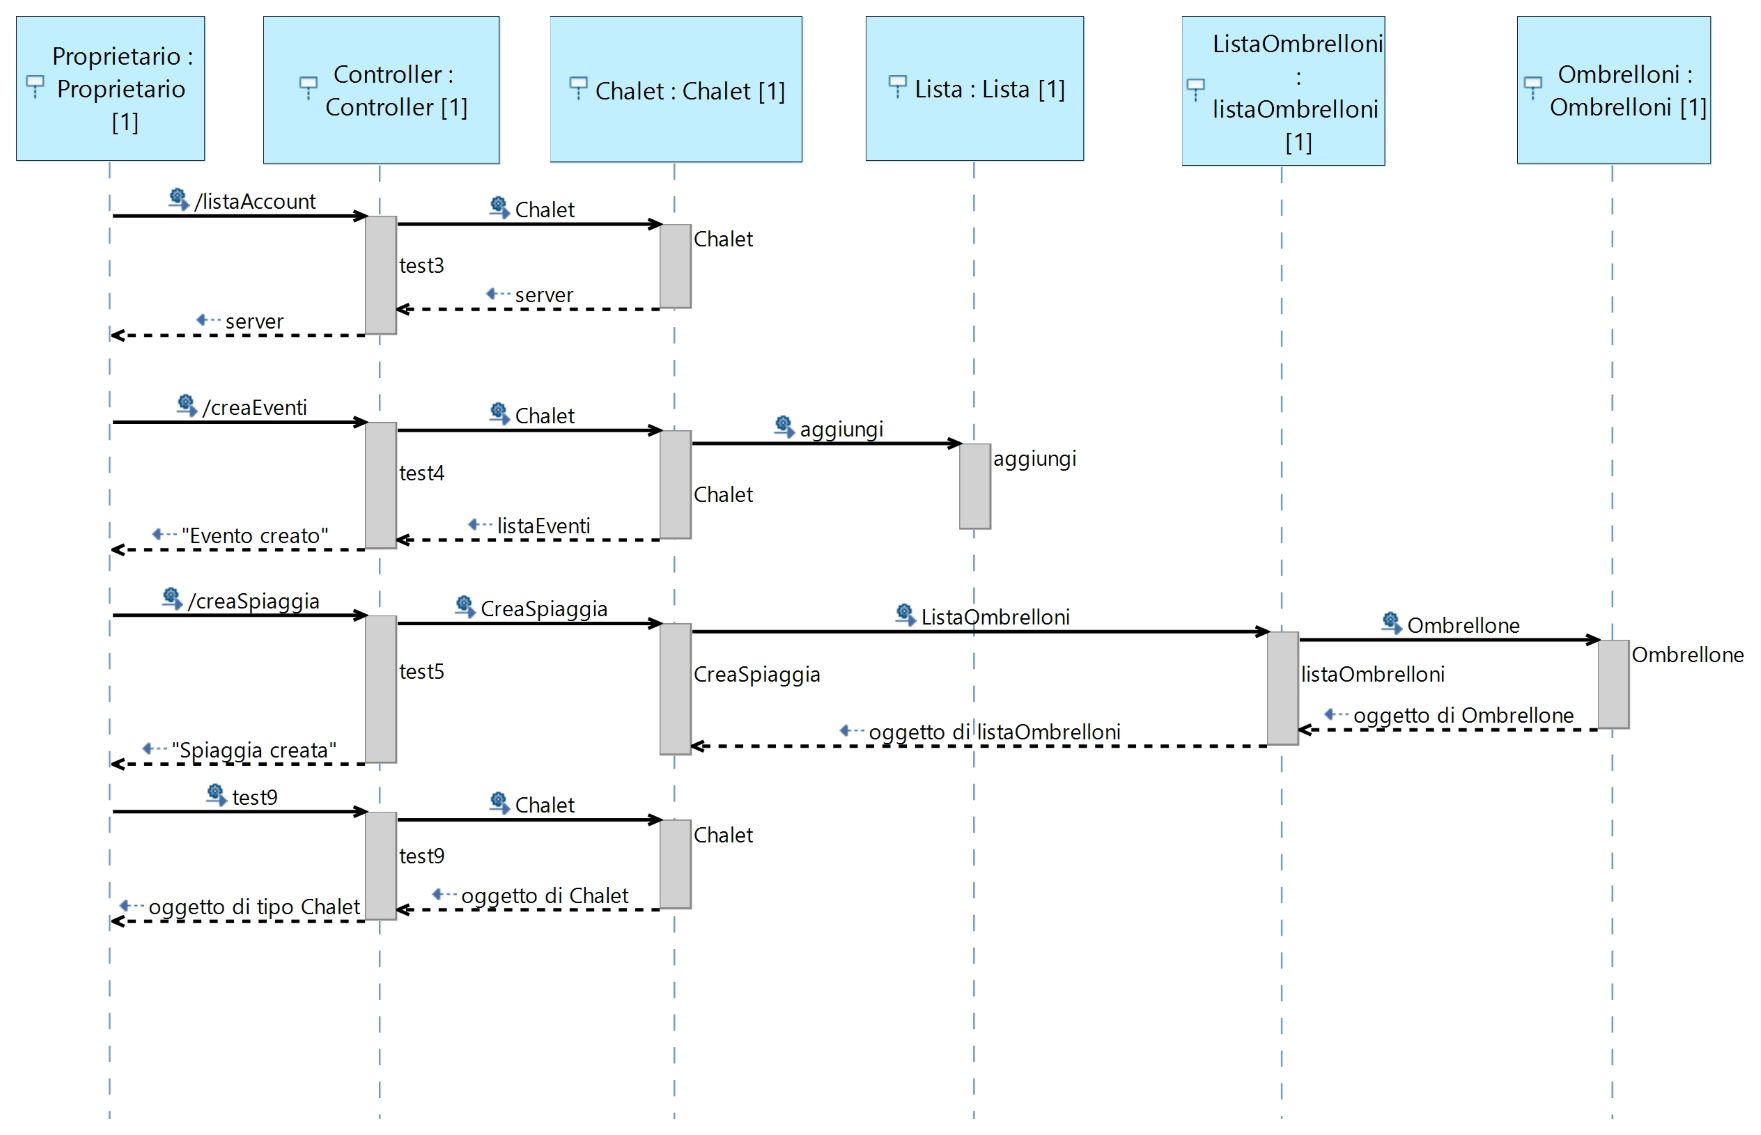 Proprietario :
Proprietario
[1]
Controller :
Controller [1]
Chalet : Chalet [1]
Lista : Lista [1]
ListaOmbrelloni
:
listaOmbrelloni
[1]
Ombrelloni :
Ombrelloni [1]
/listaAccount
Chalet
Chalet
test3
server
server
/creaEventi
Chalet
aggiungi
aggiungi
test4
Chalet
listaEventi
"Evento creato"
/creaSpiaggia
CreaSpiaggia
ListaOmbrelloni
Ombrellone
Ombrellone
test5
CreaSpiaggia
listaOmbrelloni
oggetto di Ombrellone
oggetto di listaOmbrelloni
"Spiaggia creata"
test9
Chalet
Chalet
test9
oggetto di Chalet
oggetto di tipo Chalet